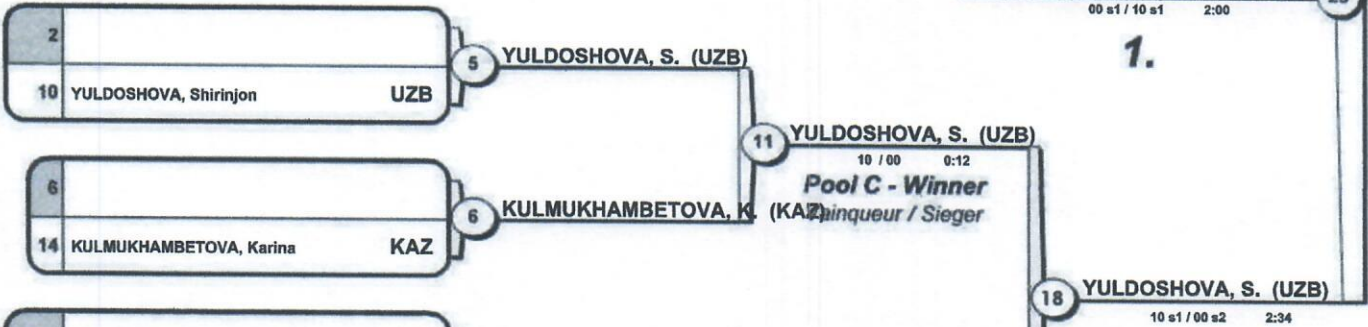 00 s1 / 10 s1 2:00
1.
2
10 YULDOSHOVA, Shirinjon UZB
5 YULDOSHOVA, S. (UZB)
11 YULDOSHOVA, S. (UZB)
10 / 00 0:12
Pool C - Winner
/ Sieger
6
14 KULMUKHAMBETOVA, Karina KAZ
6 KULMUKHAMBETOVA, K. (KAZ)
18 YULDOSHOVA, S. (UZB)
10 s1 / 00 s2 2:34